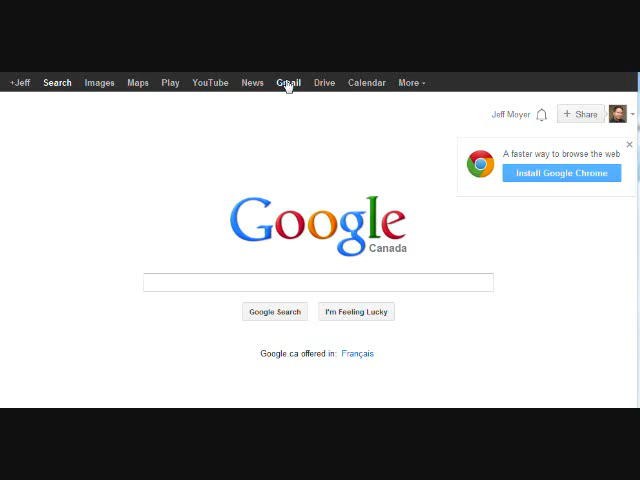 +Jeff Search Images Maps Play YouTube News Gmail Drive Calendar More
Jeff Moyer + Share
A faster way to browse the web
Install Google Chrome
Google
Canada
Google Search I'm Feeling Lucky
Google.ca offered in: Français